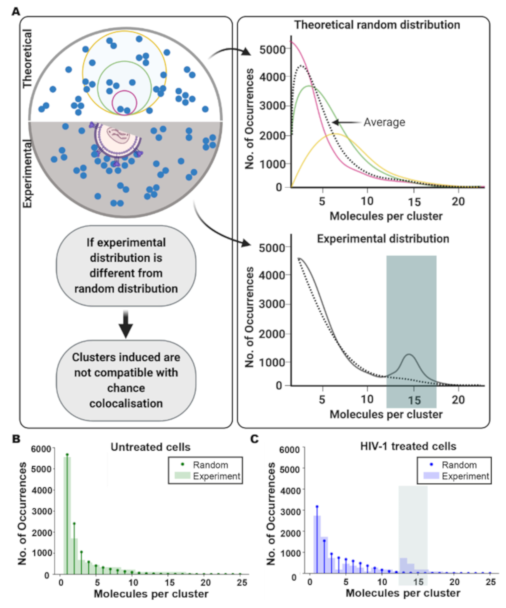 A
Theoretical
Experimental
If experimental
distribution is
different from
random distribution
Clusters induced are
not compatible with
chance
colocalisation
Theoretical random distribution
No. of Occurrences
5000
4000
3000
2000
1000
0
Average
5 10 15 20
Molecules per cluster
Experimental distribution
No. of Occurrences
5000
4000
3000
2000
1000
0
5 10 15 20
Molecules per cluster
B
Untreated cells
No. of Occurrences
6000
5000
4000
3000
2000
1000
0
Random
Experiment
0 5 10 15 20 25
Molecules per cluster
C
HIV-1 treated cells
No. of Occurrences
6000
5000
4000
3000
2000
1000
0
Random
Experiment
0 5 10 15 20 25
Molecules per cluster